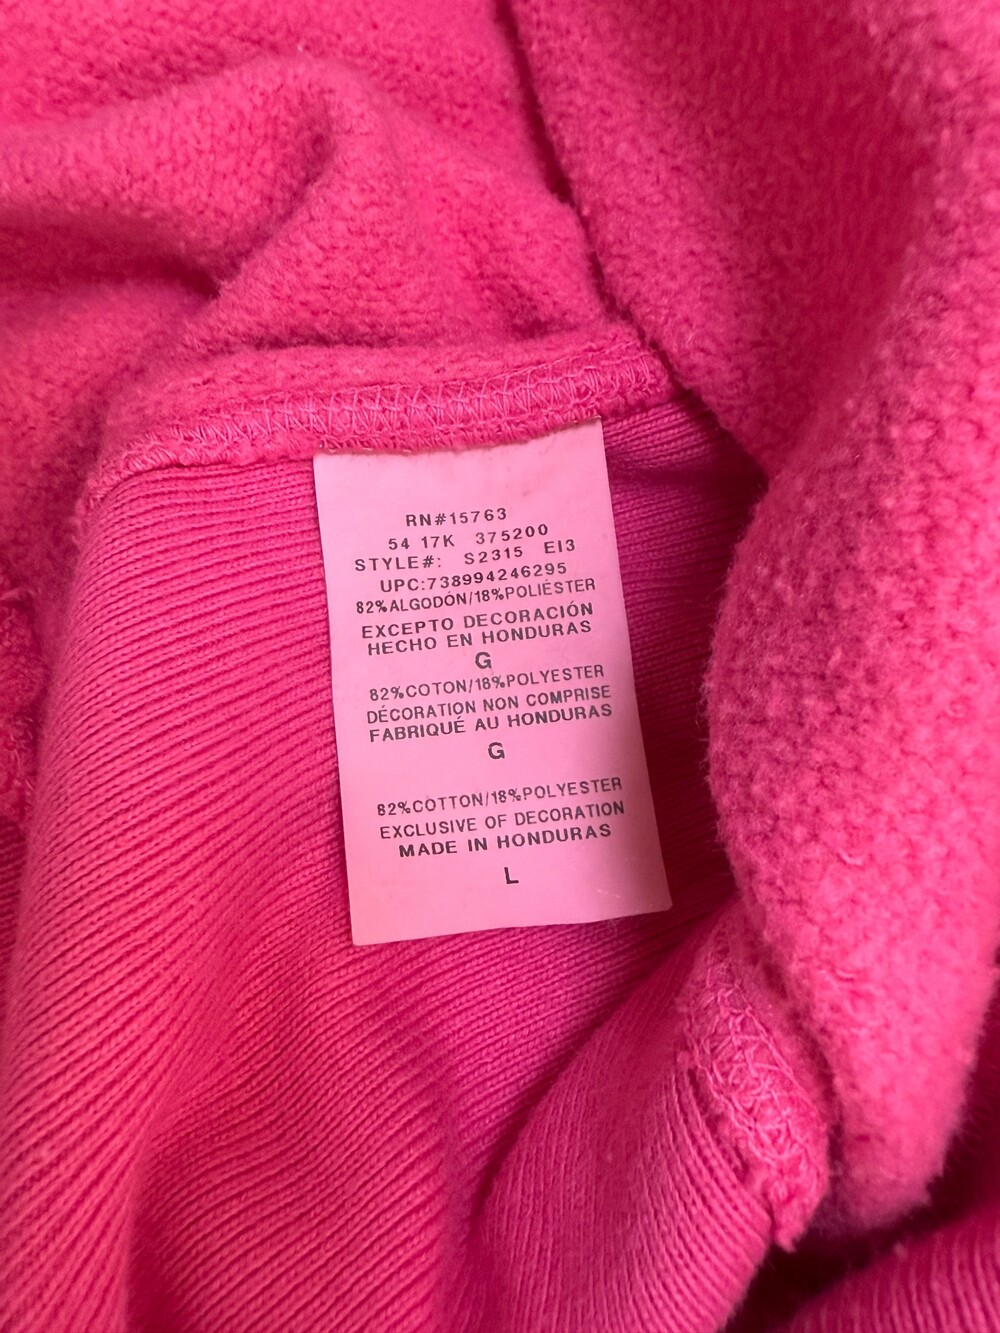 RN#15763
54 17K 375200
STYLE#: S2315 EI3
UPC:738994246295
82%ALGODÓN/18%POLIÉSTER
EXCEPTO DECORACIÓN
HECHO EN HONDURAS
G
82%COTON/18%POLYESTER
DÉCORATION NON COMPRISE
FABRIQUÉ AU HONDURAS
G
82%COTTON/18%POLYESTER
EXCLUSIVE OF DECORATION
MADE IN HONDURAS
L